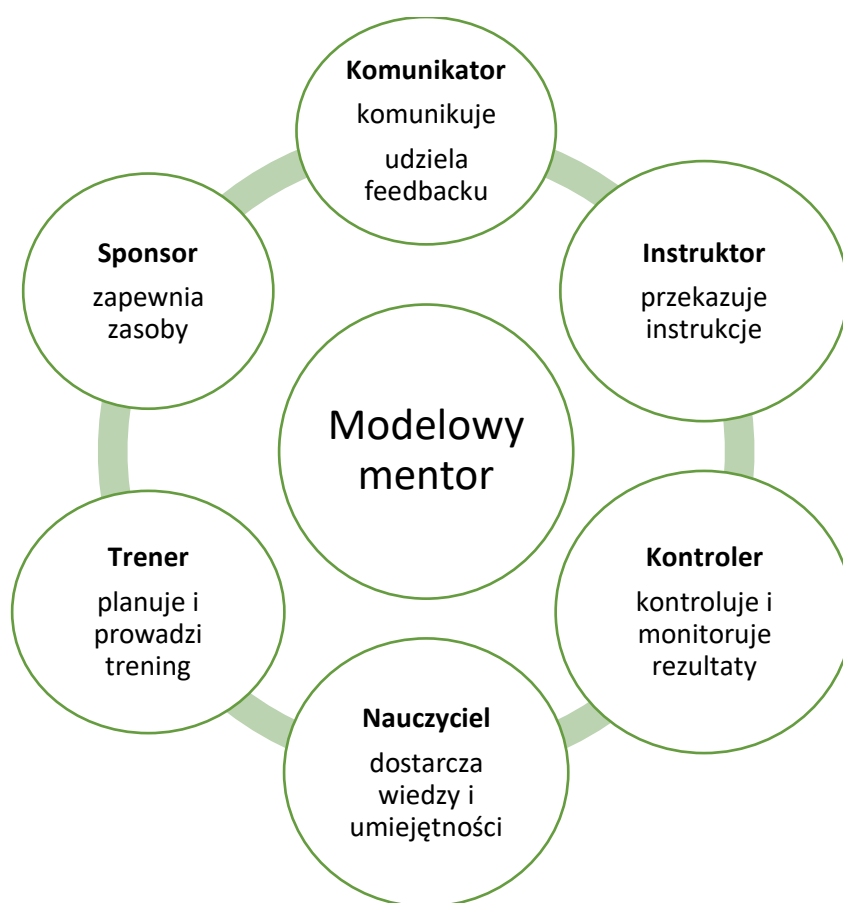 Komunikator
komunikuje
udziela
feedbacku
Instruktor
przekazuje
instrukcje
Kontroler
kontroluje i
monitoruje
rezultaty
Nauczyciel
dostarcza
wiedzy i
umiejętności
Trener
planuje i
prowadzi
trening
Sponsor
zapewnia
zasoby
Modelowy
mentor